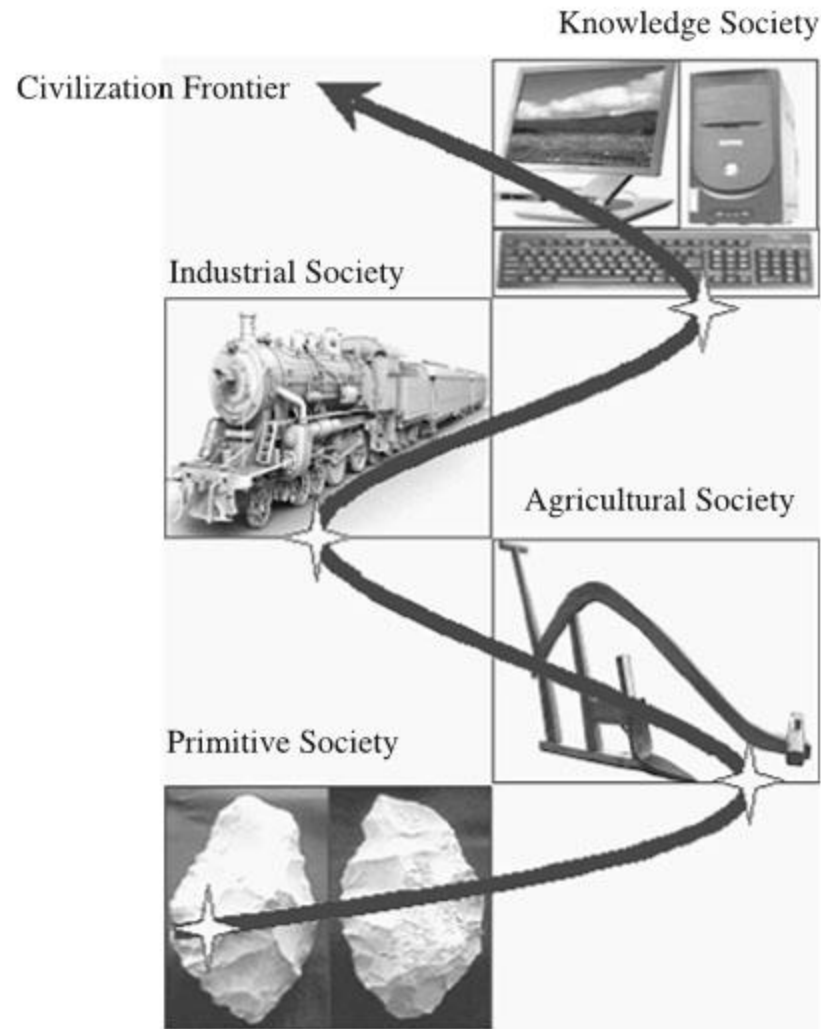 Knowledge Society
Civilization Frontier
Industrial Society
Agricultural Society
Primitive Society